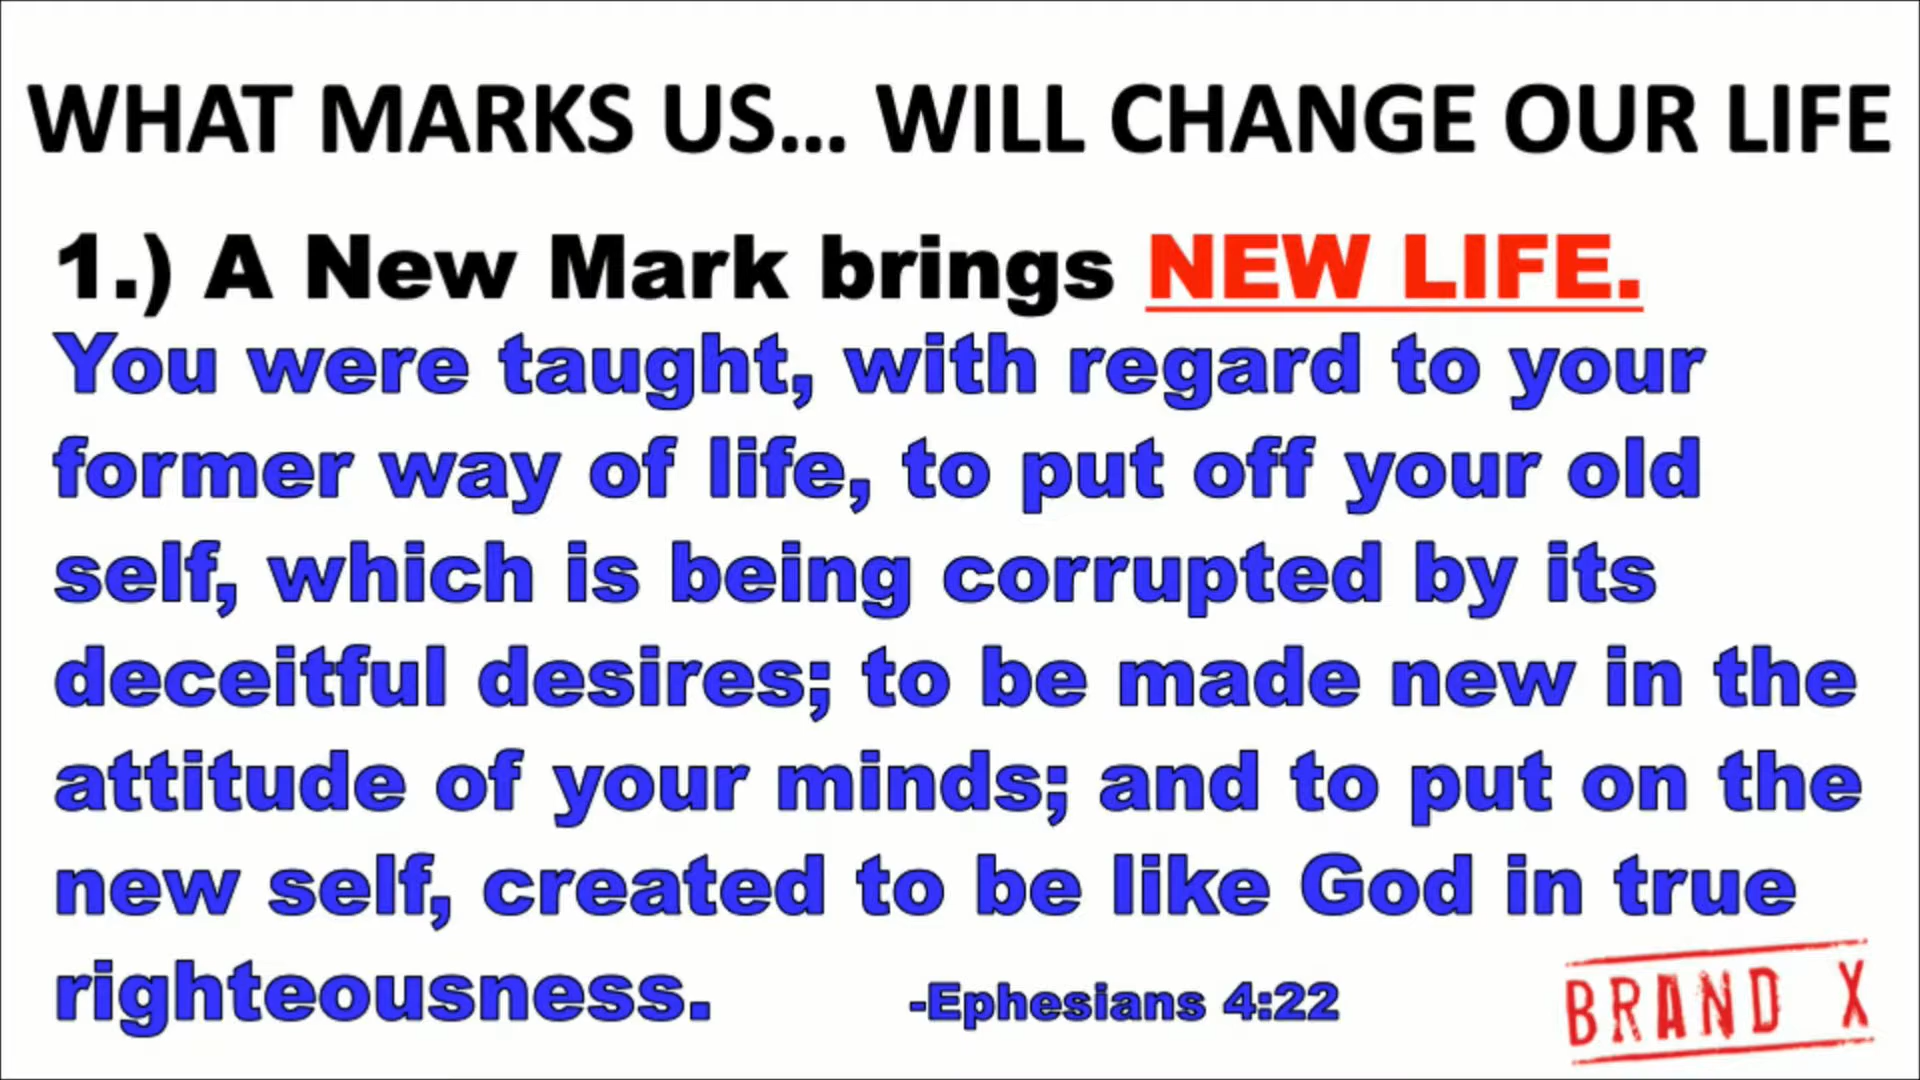 WHAT MARKS US... WILL CHANGE OUR LIFE
1.) A New Mark brings NEW LIFE.
You were taught, with regard to your
former way of life, to put off your old
self, which is being corrupted by its
deceitful desires; to be made new in the
attitude of your minds; and to put on the
new self, created to be like God in true
righteousness. -Ephesians 4:22
BRAND X